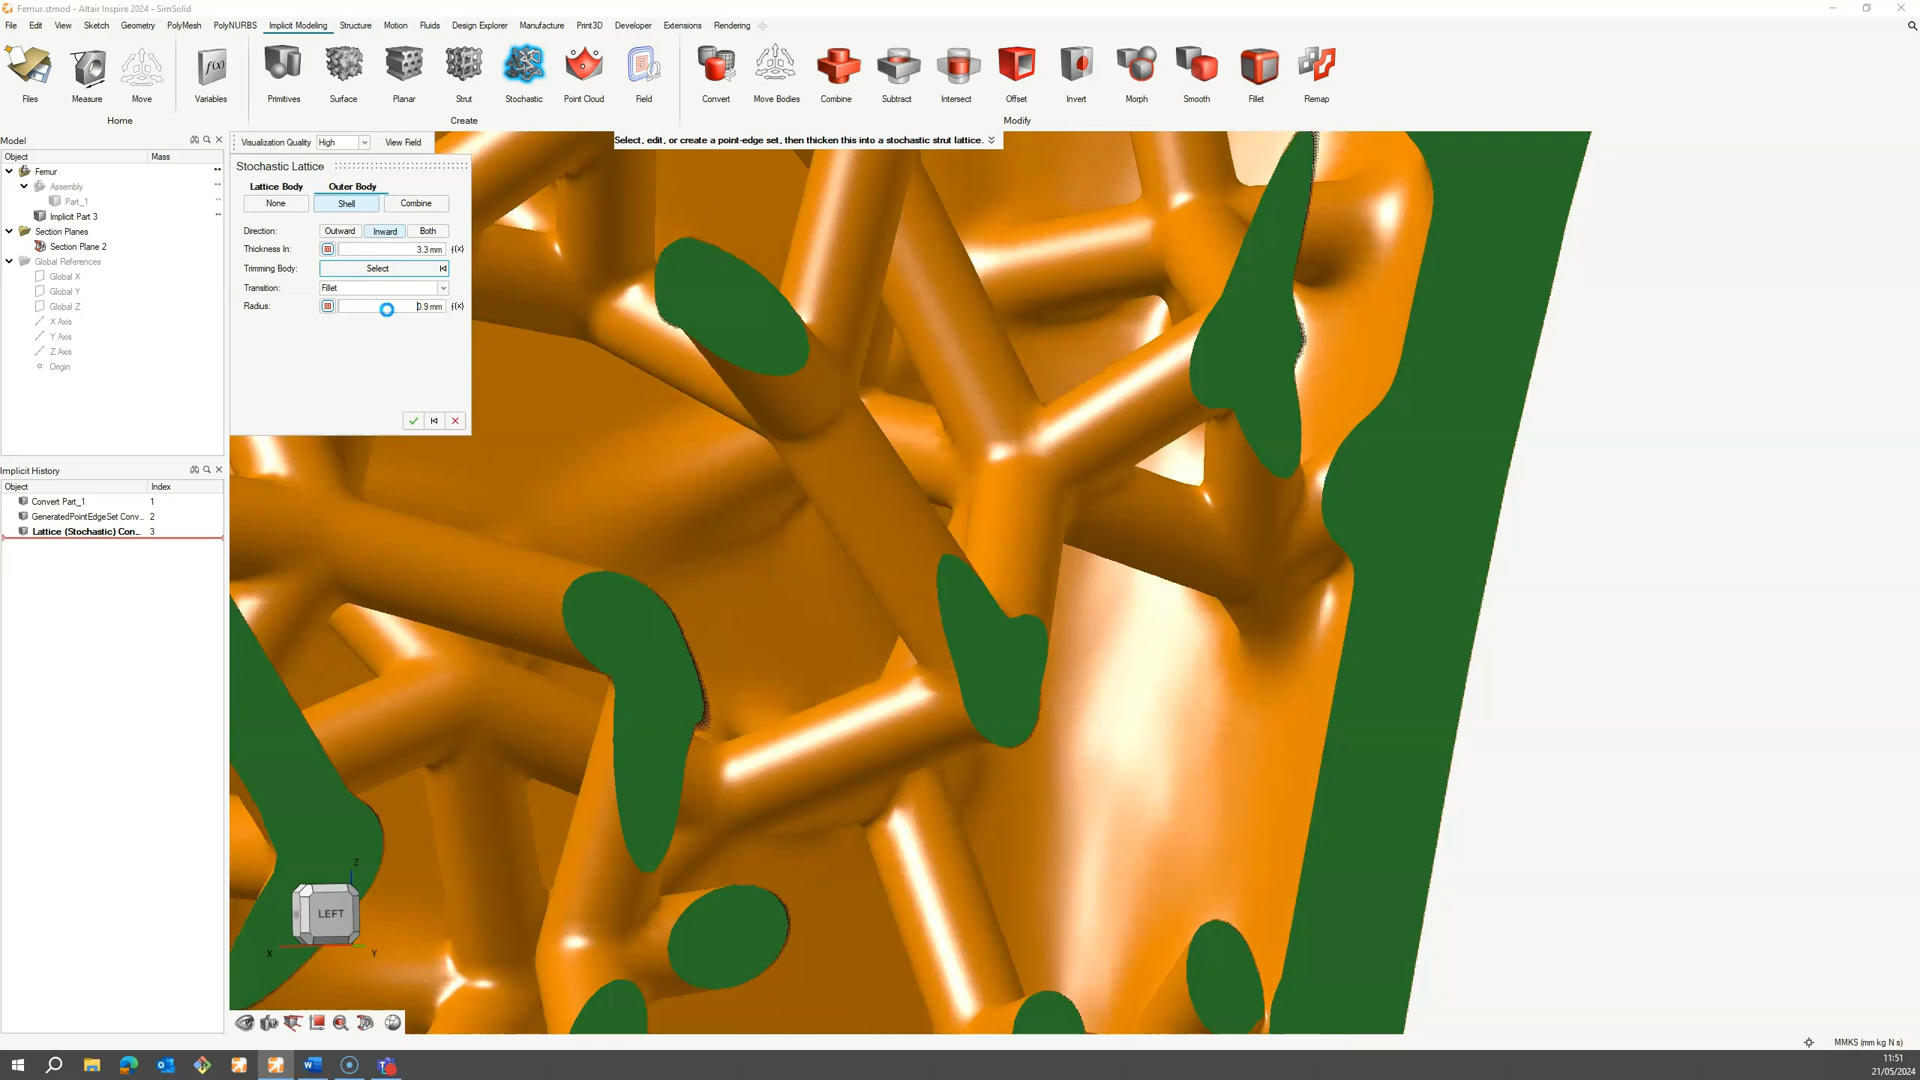 Femur.stmod - Altair Inspire 2024 - SimSolid
File Edit View Sketch Geometry PolyMesh PolyNURBS Implicit Modeling Structure Motion Fluids Design Explorer Manufacture Print3D Developer Extensions Rendering
f(x)
Files Measure Move Variables Primitives Surface Planar Strut Stochastic Point Cloud Field Convert Move Bodies Combine Subtract Intersect Offset Invert Morph Smooth Fillet Remap
Home Create Modify
Model
Object Mass
Femur
Assembly
Part_1
Implicit Part 3
Section Planes
Section Plane 2
Global References
Global X
Global Y
Global Z
X Axis
Y Axis
Z Axis
Origin
Implicit History
Object Index
Convert Part_1 1
GeneratedPointEdgeSet Conv... 2
Lattice (Stochastic) Con... 3
Visualization Quality High View Field
Stochastic Lattice
Lattice Body Outer Body
None Shell Combine
Direction: Outward Inward Both
Thickness In: 3.3 mm f(x)
Trimming Body: Select
Transition: Fillet
Radius: 0.9 mm f(x)
Select, edit, or create a point-edge set, then thicken this into a stochastic strut lattice.
Z
LEFT
X Y
MMKS (mm kg N s)
11:51
21/05/2024